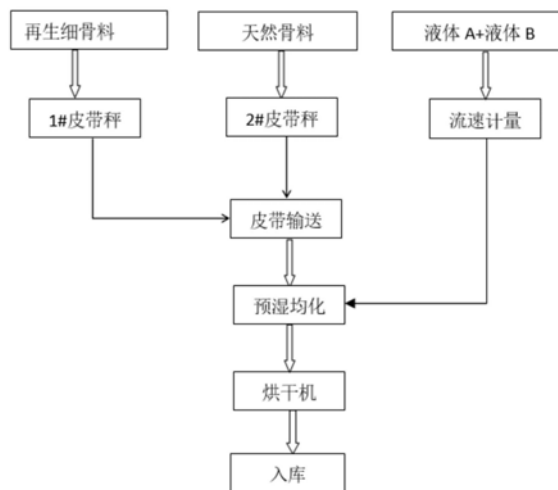 再生细骨料
天然骨料
液体 A+液体 B
1#皮带秤
2#皮带秤
流速计量
皮带输送
预湿均化
烘干机
入库